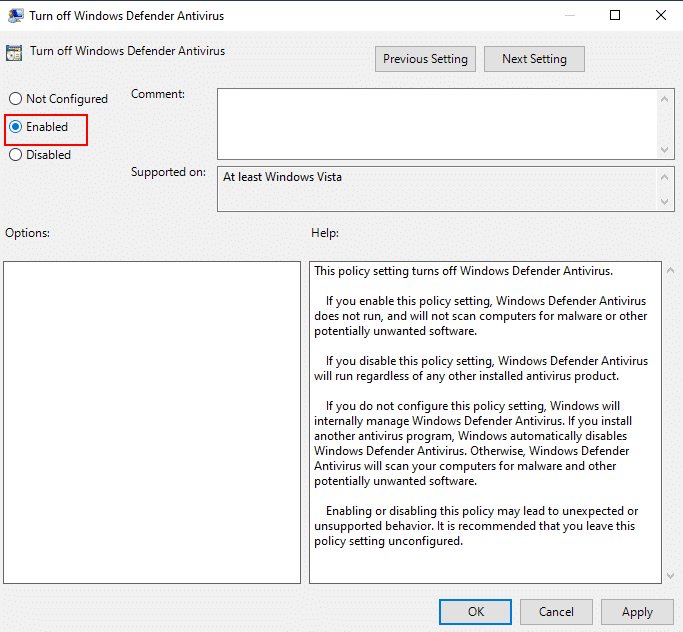 Turn off Windows Defender Antivirus
Turn off Windows Defender Antivirus
Previous Setting
Next Setting
Not Configured
Comment:
Enabled
Disabled
Supported on:
At least Windows Vista
Options:
Help:
This policy setting turns off Windows Defender Antivirus.
If you enable this policy setting, Windows Defender Antivirus
does not run, and will not scan computers for malware or other
potentially unwanted software.
If you disable this policy setting, Windows Defender Antivirus
will run regardless of any other installed antivirus product.
If you do not configure this policy setting, Windows will
internally manage Windows Defender Antivirus. If you install
another antivirus program, Windows automatically disables
Windows Defender Antivirus. Otherwise, Windows Defender
Antivirus will scan your computers for malware and other
potentially unwanted software.
Enabling or disabling this policy may lead to unexpected or
unsupported behavior. It is recommended that you leave this
policy setting unconfigured.
OK
Cancel
Apply